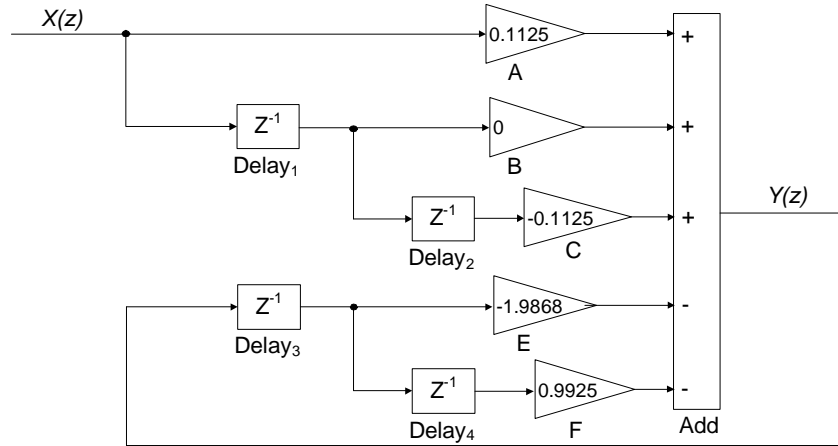 X(z)
0.1125
+
A
Z⁻¹
0
+
Delay₁
B
Z⁻¹
-0.1125
+
Y(z)
Delay₂
C
Z⁻¹
-1.9868
-
Delay₃
E
Z⁻¹
0.9925
-
Delay₄
F
Add